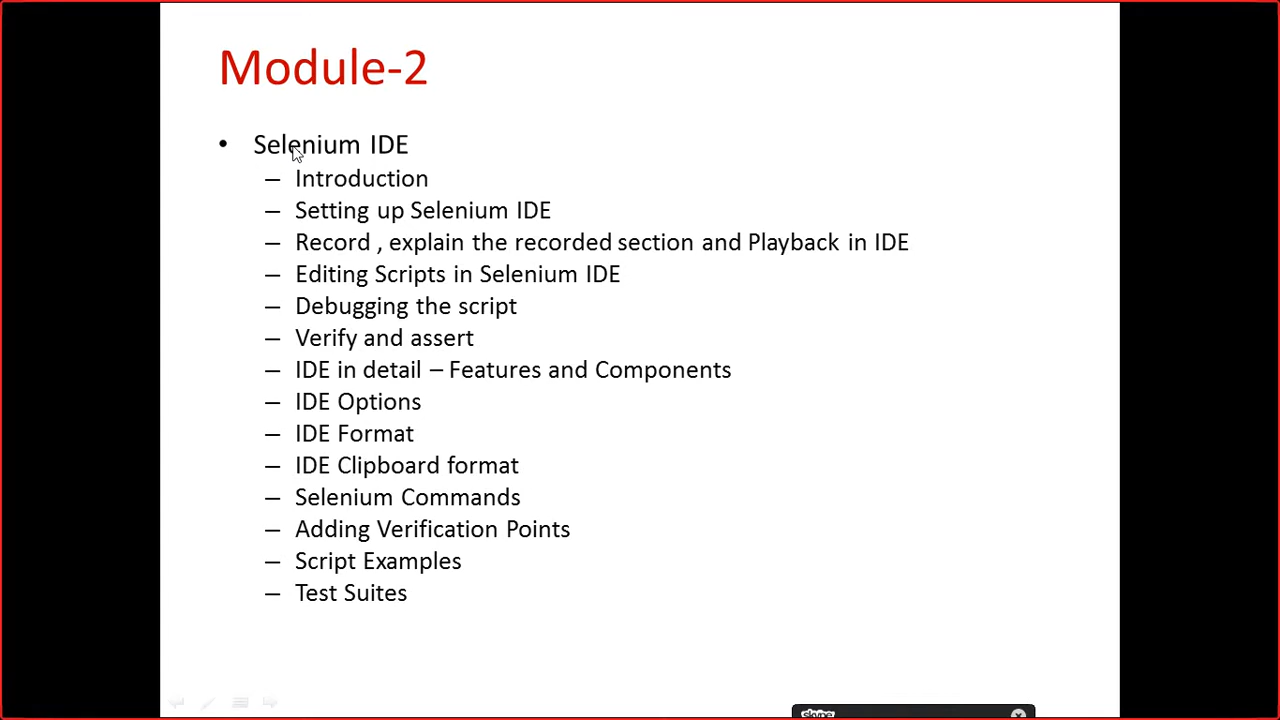 Module-2
• Selenium IDE
– Introduction
– Setting up Selenium IDE
– Record , explain the recorded section and Playback in IDE
– Editing Scripts in Selenium IDE
– Debugging the script
– Verify and assert
– IDE in detail – Features and Components
– IDE Options
– IDE Format
– IDE Clipboard format
– Selenium Commands
– Adding Verification Points
– Script Examples
– Test Suites
skype